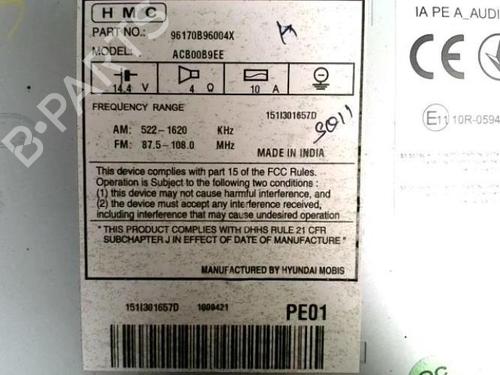 HMC
PART NO.: 96170B96004X
MODEL: ACB00B9EE
14.4 V 4 Ω 10 A
FREQUENCY RANGE 151I301657D
AM: 522-1620 KHz
FM: 87.5-108.0 MHz
3011
MADE IN INDIA
This device complies with part 15 of the FCC Rules.
Operation is Subject to the following two conditions :
(1) this device may not cause harmful interference, and
(2) the device must accept any interference received,
including interference that may cause undesired operation
" THIS PRODUCT COMPLIES WITH DHHS RULE 21 CFR
SUBCHAPTER J IN EFFECT OF DATE OF MANUFACTURE "
MANUFACTURED BY HYUNDAI MOBIS
151I301657D 1009421 PE01
IA PE A_AUDI
E11 10R-0594
B-PARTS